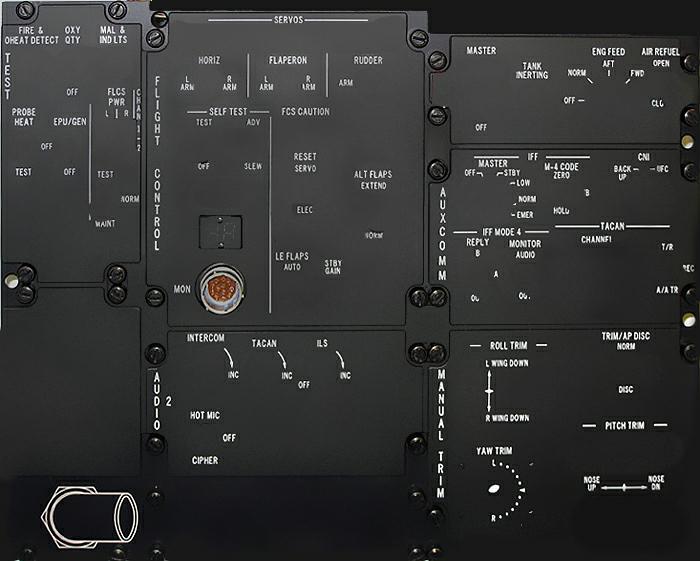 FIRE &
OHEAT DETECT
OXY
QTY
MAL &
IND LTS
TEST
OFF
FLCS
PWR
L R
PROBE
HEAT
EPU/GEN
OFF
TEST
OFF
TEST
NORM
MAINT
SERVOS
HORIZ
FLAPERON
RUDDER
L
ARM
R
ARM
L
ARM
R
ARM
ARM
FLIGHT CONTROL
SELF TEST
FCS CAUTION
TEST
ADV
OFF
SLEW
RESET
SERVO
ALT FLAPS
EXTEND
ELEC
NORM
LE FLAPS
AUTO
STBY
GAIN
MON
AUDIO 2
INTERCOM
TACAN
ILS
INC
INC
INC
OFF
HOT MIC
OFF
CIPHER
MASTER
TANK
INERTING
ENG FEED
AFT
NORM
FWD
AIR REFUEL
OPEN
OFF
OFF
AUXCOMM
IFF
MASTER
OFF
STBY
LOW
NORM
EMER
M-4 CODE
ZERO
HOLD
CNI
BACK
UP
UFC
IFF MODE 4
REPLY
B
A
MONITOR
AUDIO
TACAN
CHANNEL
T/R
REC
A/A TR
MANUAL TRIM
ROLL TRIM
L WING DOWN
R WING DOWN
TRIM/AP DISC
NORM
DISC
PITCH TRIM
YAW TRIM
L
R
NOSE
UP
NOSE
DN